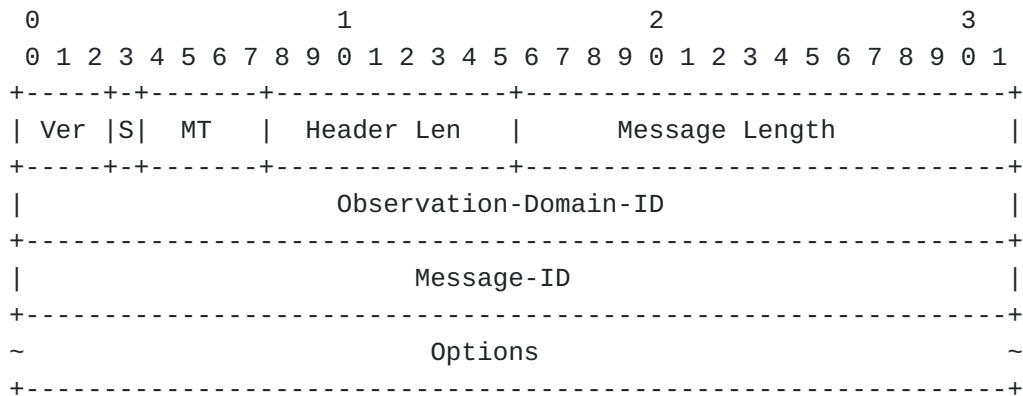 0                   1                   2                   3
 0 1 2 3 4 5 6 7 8 9 0 1 2 3 4 5 6 7 8 9 0 1 2 3 4 5 6 7 8 9 0 1
+-----+-+-------+---------------+-------------------------------+
| Ver |S|  MT   |  Header Len   |      Message Length           |
+-----+-+-------+---------------+-------------------------------+
|                    Observation-Domain-ID                      |
+---------------------------------------------------------------+
|                         Message-ID                            |
+---------------------------------------------------------------+
~                          Options                              ~
+---------------------------------------------------------------+